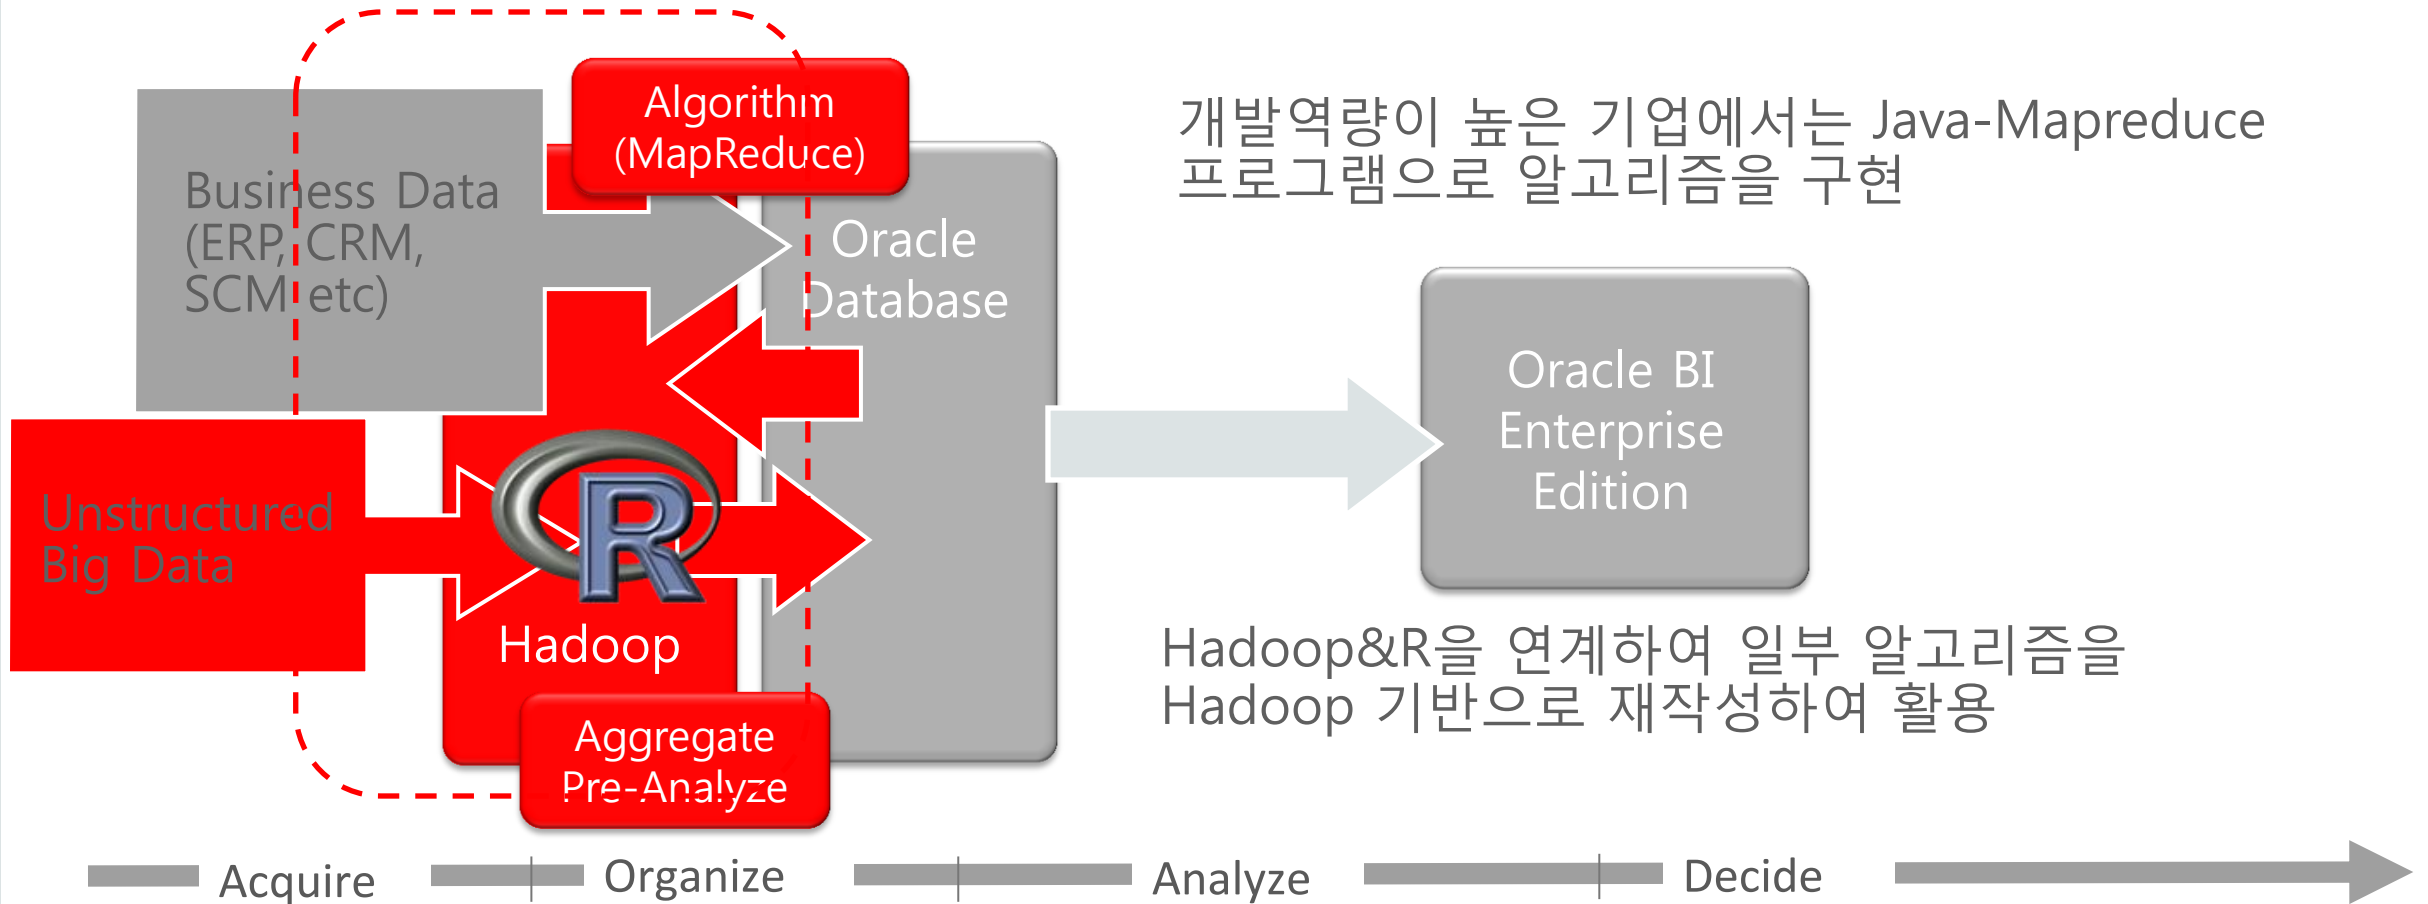 Algorithm
(MapReduce)
개발역량이 높은 기업에서는 Java-Mapreduce
프로그램으로 알고리즘을 구현
Business Data
(ERP, CRM,
SCM etc)
Oracle
Database
Oracle BI
Enterprise
Edition
Unstructured
Big Data
R
Hadoop
Hadoop&R을 연계하여 일부 알고리즘을
Hadoop 기반으로 재작성하여 활용
Aggregate
Pre-Analyze
Acquire
Organize
Analyze
Decide